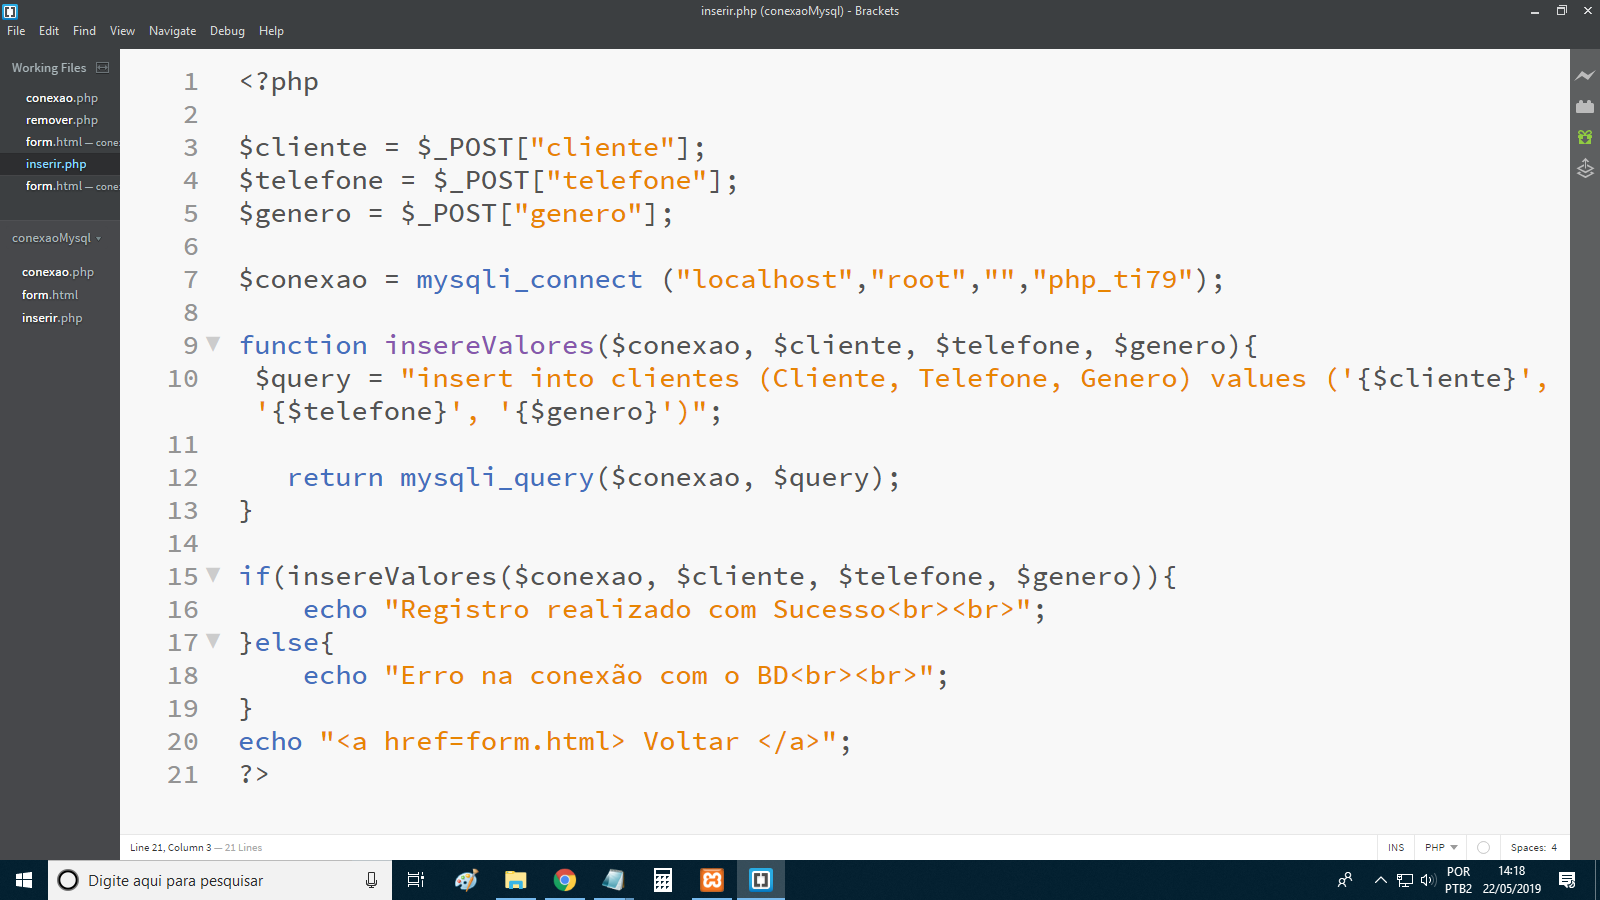 inserir.php (conexaoMysql) - Brackets
File Edit Find View Navigate Debug Help
Working Files
conexao.php
remover.php
form.html — cone
inserir.php
form.html — cone
conexaoMysql
conexao.php
form.html
inserir.php
1 <?php
2
3 $cliente = $_POST["cliente"];
4 $telefone = $_POST["telefone"];
5 $genero = $_POST["genero"];
6
7 $conexao = mysqli_connect ("localhost","root","","php_ti79");
8
9 function insereValores($conexao, $cliente, $telefone, $genero){
10 $query = "insert into clientes (Cliente, Telefone, Genero) values ('{$cliente}',
'{$telefone}', '{$genero}')";
11
12 return mysqli_query($conexao, $query);
13 }
14
15 if(insereValores($conexao, $cliente, $telefone, $genero)){
16 echo "Registro realizado com Sucesso<br><br>";
17 }else{
18 echo "Erro na conexão com o BD<br><br>";
19 }
20 echo "<a href=form.html> Voltar </a>";
21 ?>
Line 21, Column 3 — 21 Lines
INS PHP Spaces: 4
Digite aqui para pesquisar
POR
PTB2
14:18
22/05/2019